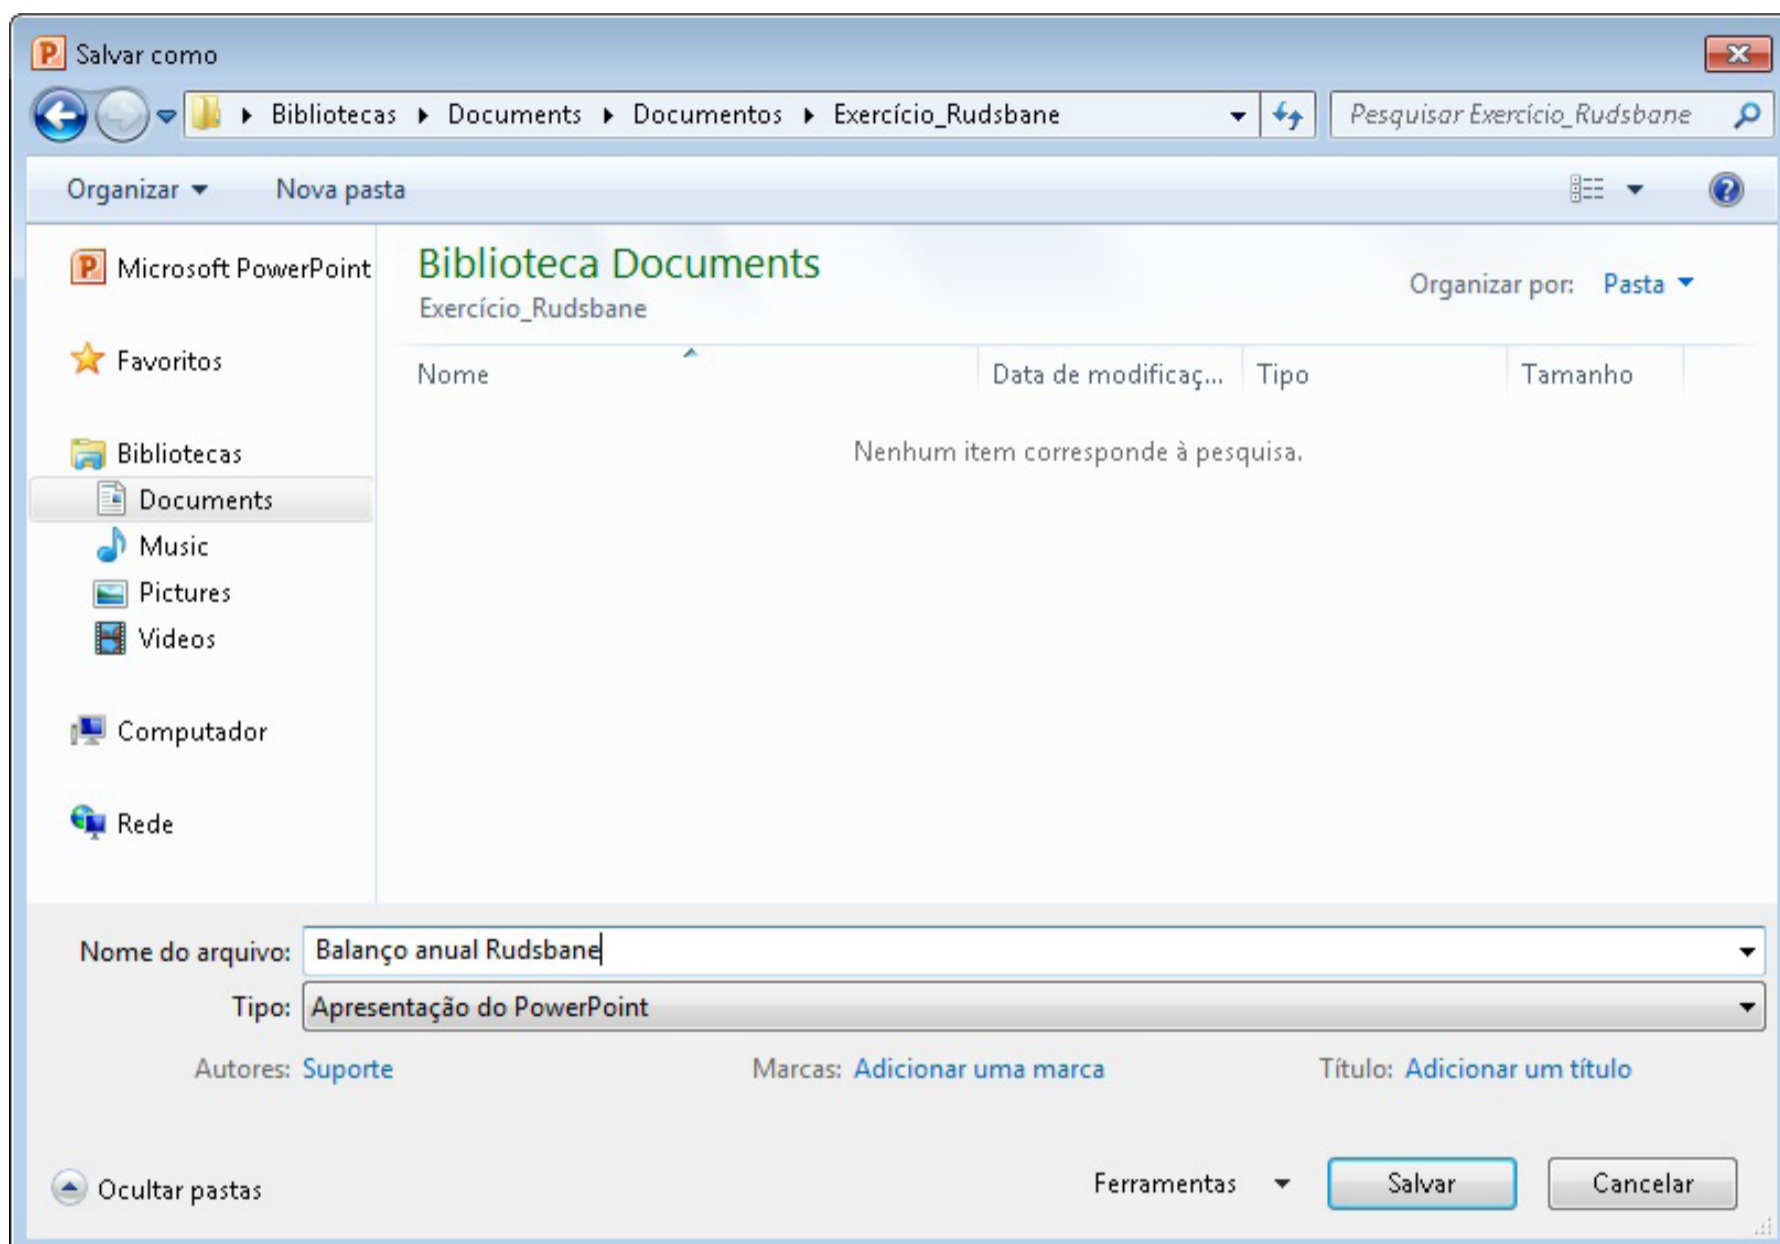 Salvar como
Bibliotecas Documents Documentos Exercício_Rudsbane
Pesquisar Exercício_Rudsbane
Organizar Nova pasta
Microsoft PowerPoint
Favoritos
Bibliotecas
Documents
Music
Pictures
Videos
Computador
Rede
Biblioteca Documents
Exercício_Rudsbane
Organizar por: Pasta
Nome Data de modificaç... Tipo Tamanho
Nenhum item corresponde à pesquisa.
Nome do arquivo: Balanço anual Rudsbane
Tipo: Apresentação do PowerPoint
Autores: Suporte Marcas: Adicionar uma marca Título: Adicionar um título
Ocultar pastas Ferramentas Salvar Cancelar